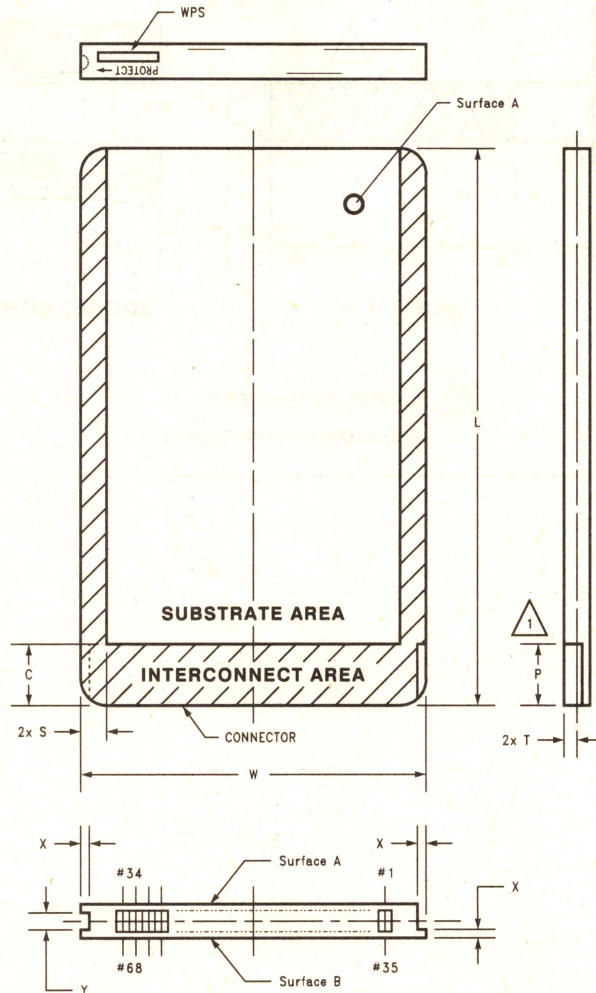 WPS
← PROTECT
Surface A
L
SUBSTRATE AREA
1
C
INTERCONNECT AREA
P
2x S
CONNECTOR
2x T
W
X
X
#34
Surface A
#1
X
#68
Surface B
#35
Y